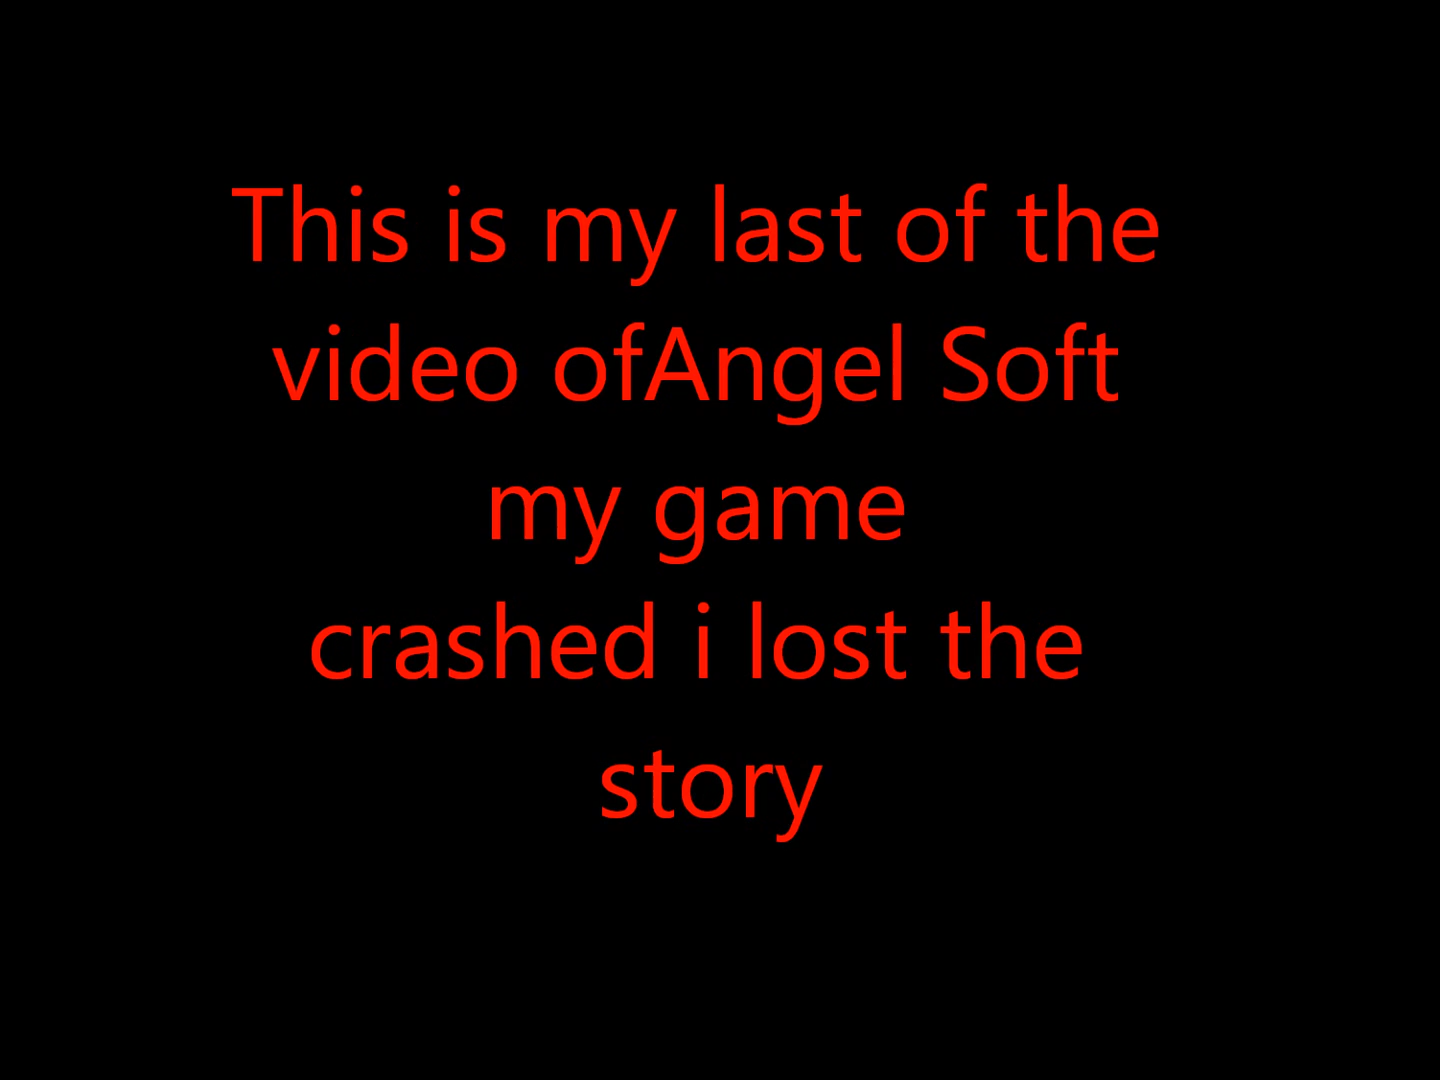 This is my last of the
video ofAngel Soft
my game
crashed i lost the
story